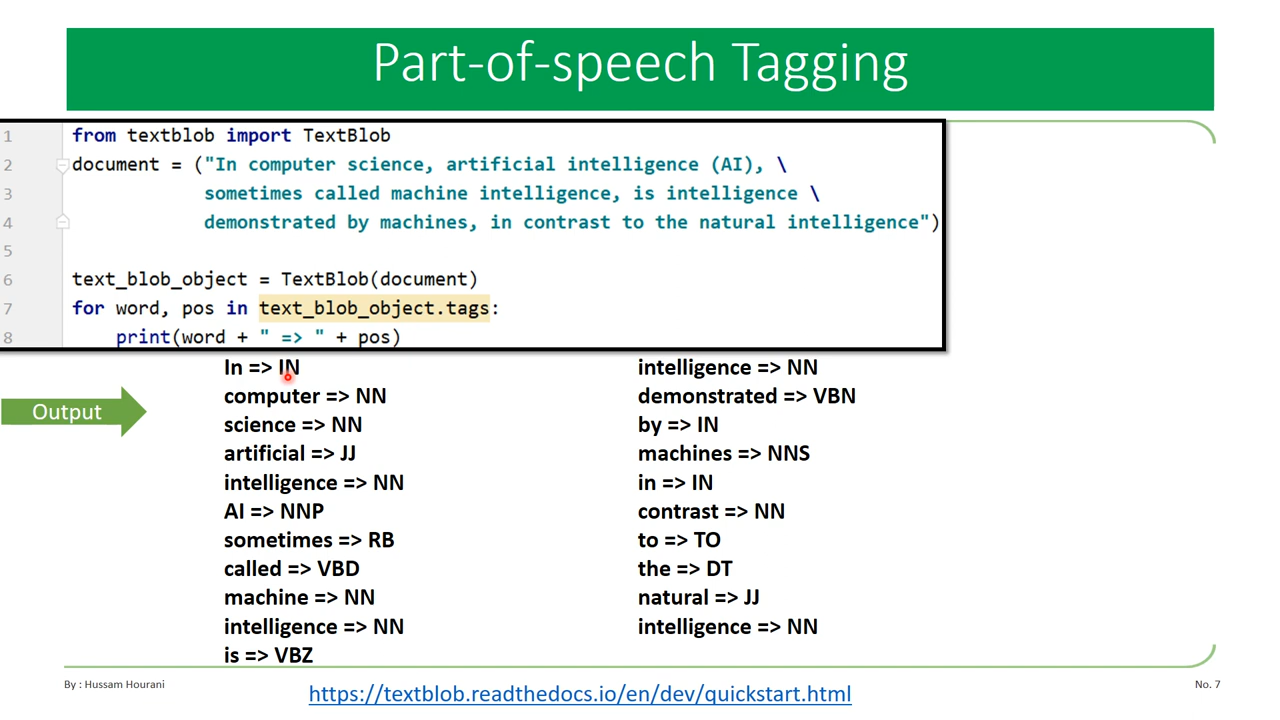 Part-of-speech Tagging
1 from textblob import TextBlob
2 document = ("In computer science, artificial intelligence (AI), \
3 sometimes called machine intelligence, is intelligence \
4 demonstrated by machines, in contrast to the natural intelligence")
5
6 text_blob_object = TextBlob(document)
7 for word, pos in text_blob_object.tags:
8 print(word + " => " + pos)
Output
In => IN
computer => NN
science => NN
artificial => JJ
intelligence => NN
AI => NNP
sometimes => RB
called => VBD
machine => NN
intelligence => NN
is => VBZ
intelligence => NN
demonstrated => VBN
by => IN
machines => NNS
in => IN
contrast => NN
to => TO
the => DT
natural => JJ
intelligence => NN
By : Hussam Hourani
https://textblob.readthedocs.io/en/dev/quickstart.html
No. 7